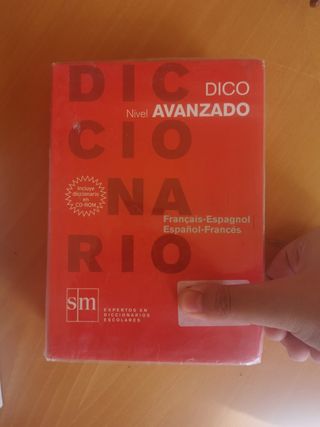 DICO
Nivel AVANZADO
DIC
CIO
NA
RIO
Incluye
diccionario
en
CD-ROM
Français-Espagnol
Español-Francés
sm
EXPERTOS EN
DICCIONARIOS
ESCOLARES